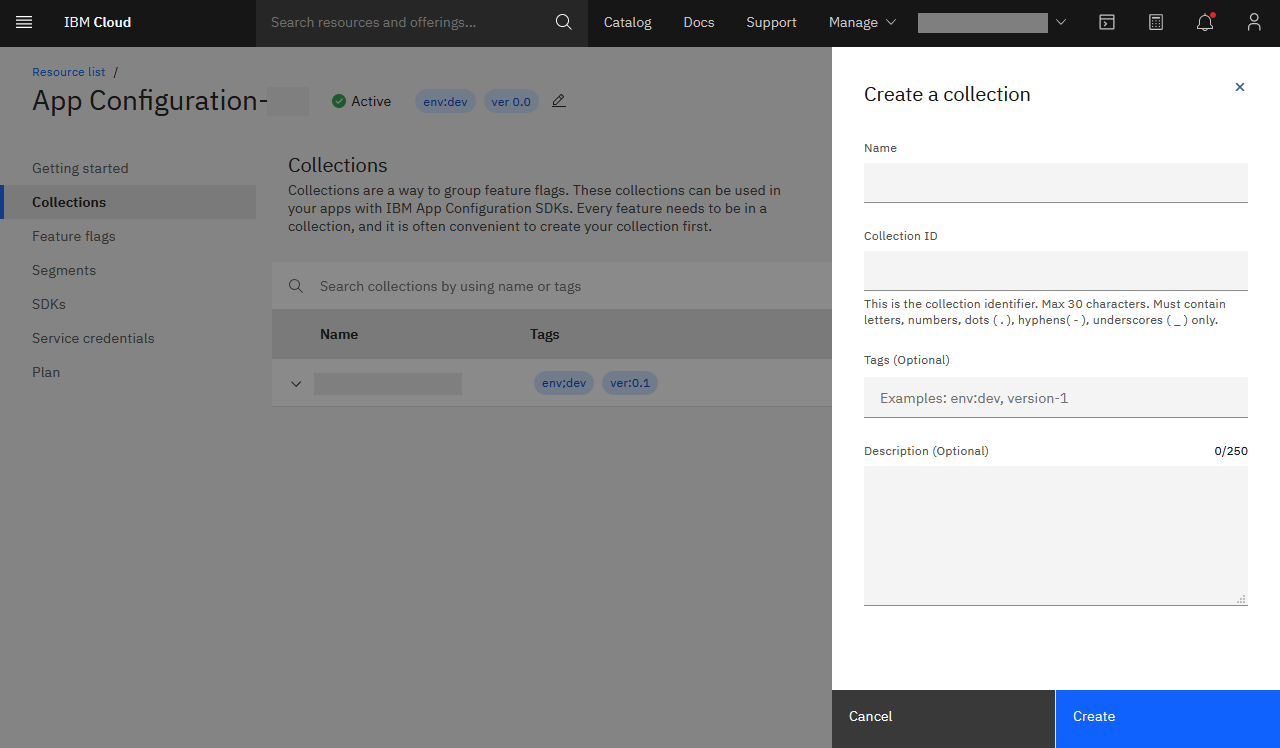 IBM Cloud
Search resources and offerings...
Catalog
Docs
Support
Manage
Resource list /
App Configuration-
Active
env:dev
ver 0.0
Getting started
Collections
Feature flags
Segments
SDKs
Service credentials
Plan
Collections
Collections are a way to group feature flags. These collections can be used in
your apps with IBM App Configuration SDKs. Every feature needs to be in a
collection, and it is often convenient to create your collection first.
Search collections by using name or tags
Name
Tags
env;dev
ver:0.1
Create a collection
Name
Collection ID
This is the collection identifier. Max 30 characters. Must contain
letters, numbers, dots ( . ), hyphens( - ), underscores ( _ ) only.
Tags (Optional)
Examples: env:dev, version-1
Description (Optional)
0/250
Cancel
Create